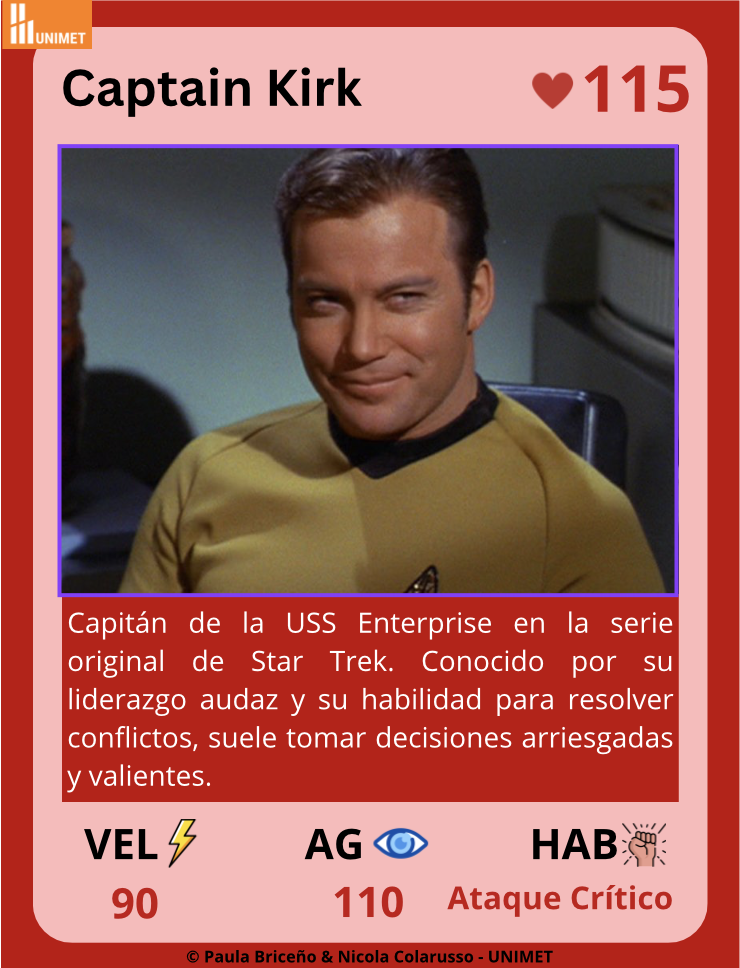 UNIMET
Captain Kirk
115
Capitán de la USS Enterprise en la serie
original de Star Trek. Conocido por su
liderazgo audaz y su habilidad para resolver
conflictos, suele tomar decisiones arriesgadas
y valientes.
VEL AG HAB
90 110 Ataque Crítico
© Paula Briceño & Nicola Colarusso - UNIMET